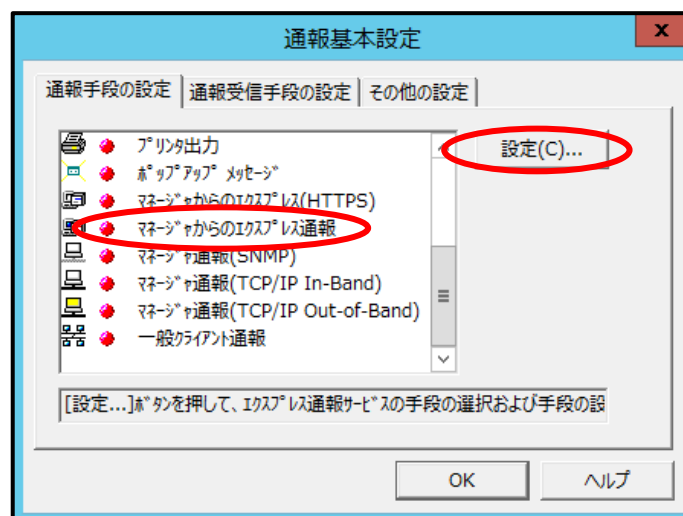 通報基本設定
x
通報手段の設定 通報受信手段の設定 その他の設定
ﾌﾟﾘﾝﾀ出力
ﾎﾟｯﾌﾟｱｯﾌﾟ ﾒｯｾｰｼﾞ
ﾏﾈｰｼﾞｬからのｴｸｽﾌﾟﾚｽ(HTTPS)
ﾏﾈｰｼﾞｬからのｴｸｽﾌﾟﾚｽ通報
ﾏﾈｰｼﾞｬ通報(SNMP)
ﾏﾈｰｼﾞｬ通報(TCP/IP In-Band)
ﾏﾈｰｼﾞｬ通報(TCP/IP Out-of-Band)
一般ｸﾗｲｱﾝﾄ通報
設定(C)...
[設定...]ﾎﾞﾀﾝを押して、ｴｸｽﾌﾟﾚｽ通報ｻｰﾋﾞｽの手段の選択および手段の設
OK ヘルプ